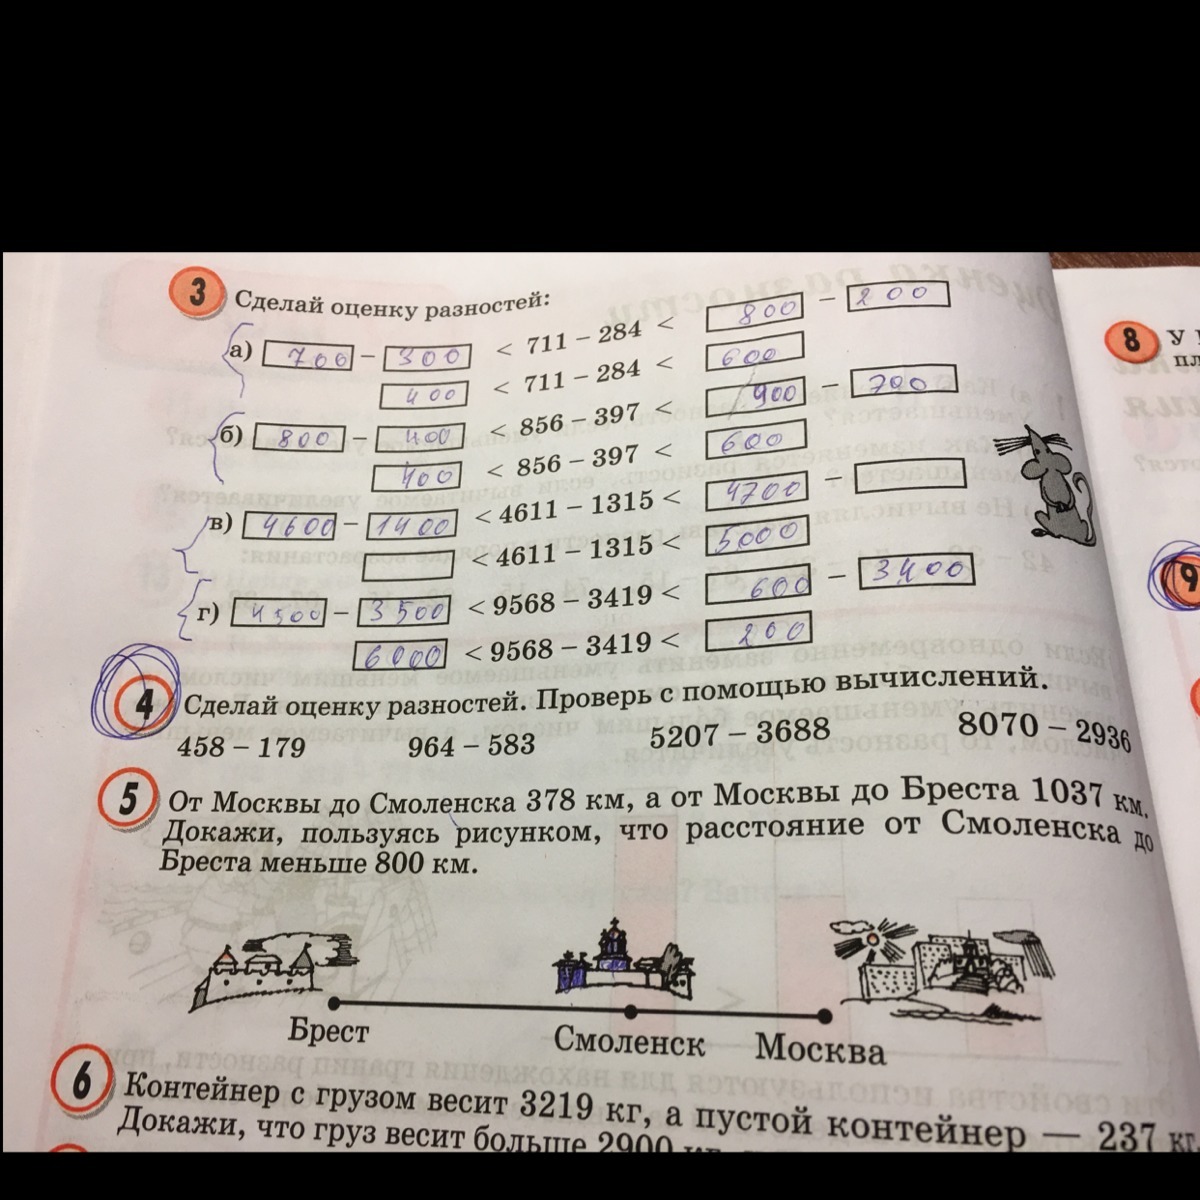 3 Сделай оценку разностей:
а) 700 – 300 < 711 – 284 < 800 – 200
400 < 711 – 284 < 600
б) 800 – 400 < 856 – 397 < 900 –
400 < 856 – 397 < 600
в) 4600 – 1400 < 4611 – 1315 < 4700 –
< 4611 – 1315 < 5000
г) 4500 – 3500 < 9568 – 3419 < 600 – 3400
6000 < 9568 – 3419 < 200
4 Сделай оценку разностей. Проверь с помощью вычислений.
458 – 179 964 – 583 5207 – 3688 8070 – 2936
5 От Москвы до Смоленска 378 км, а от Москвы до Бреста 1037 км.
Докажи, пользуясь рисунком, что расстояние от Смоленска до
Бреста меньше 800 км.
Брест Смоленск Москва
6 Контейнер с грузом весит 3219 кг, а пустой контейнер — 237 кг.
Докажи, что груз весит больше 2900 кг
8 У
пл
9